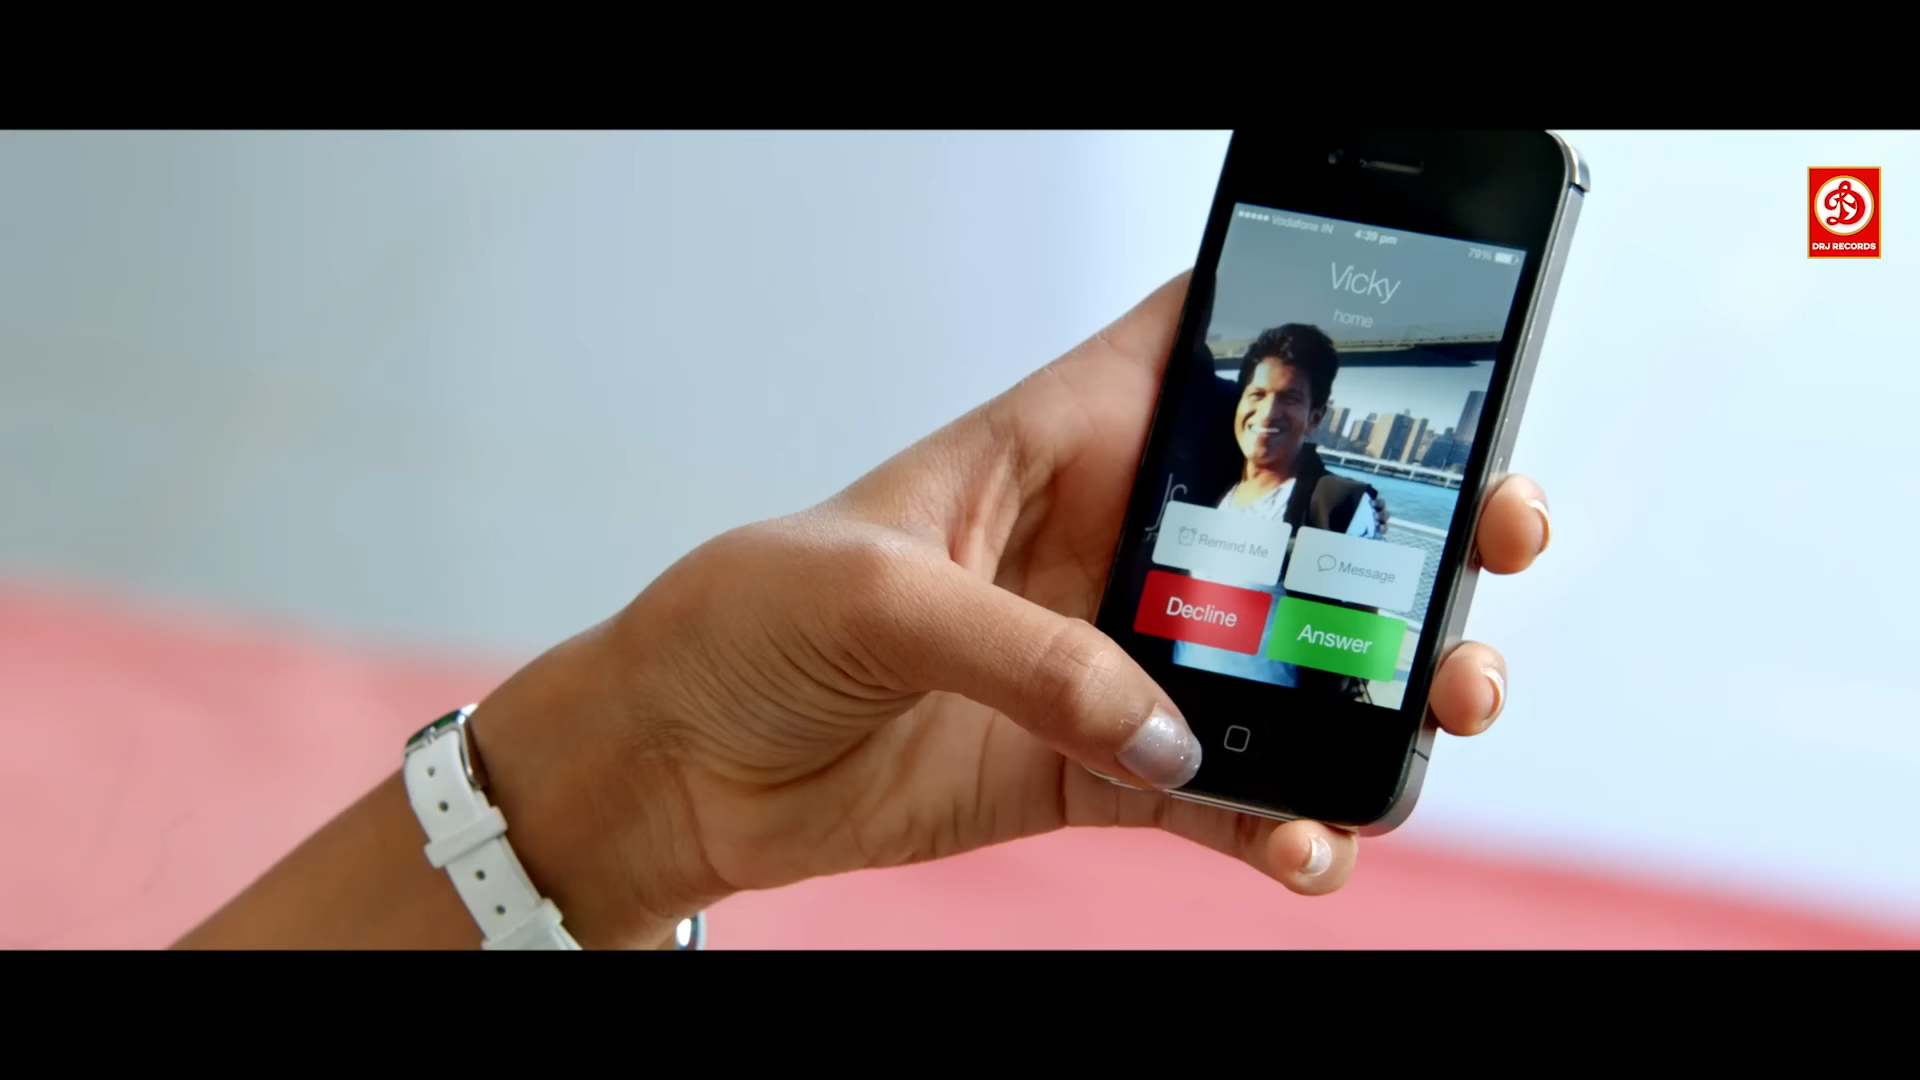 Vodafone IN 4:39 pm 79%
Vicky
home
Remind Me
Message
Decline
Answer
DRJ RECORDS